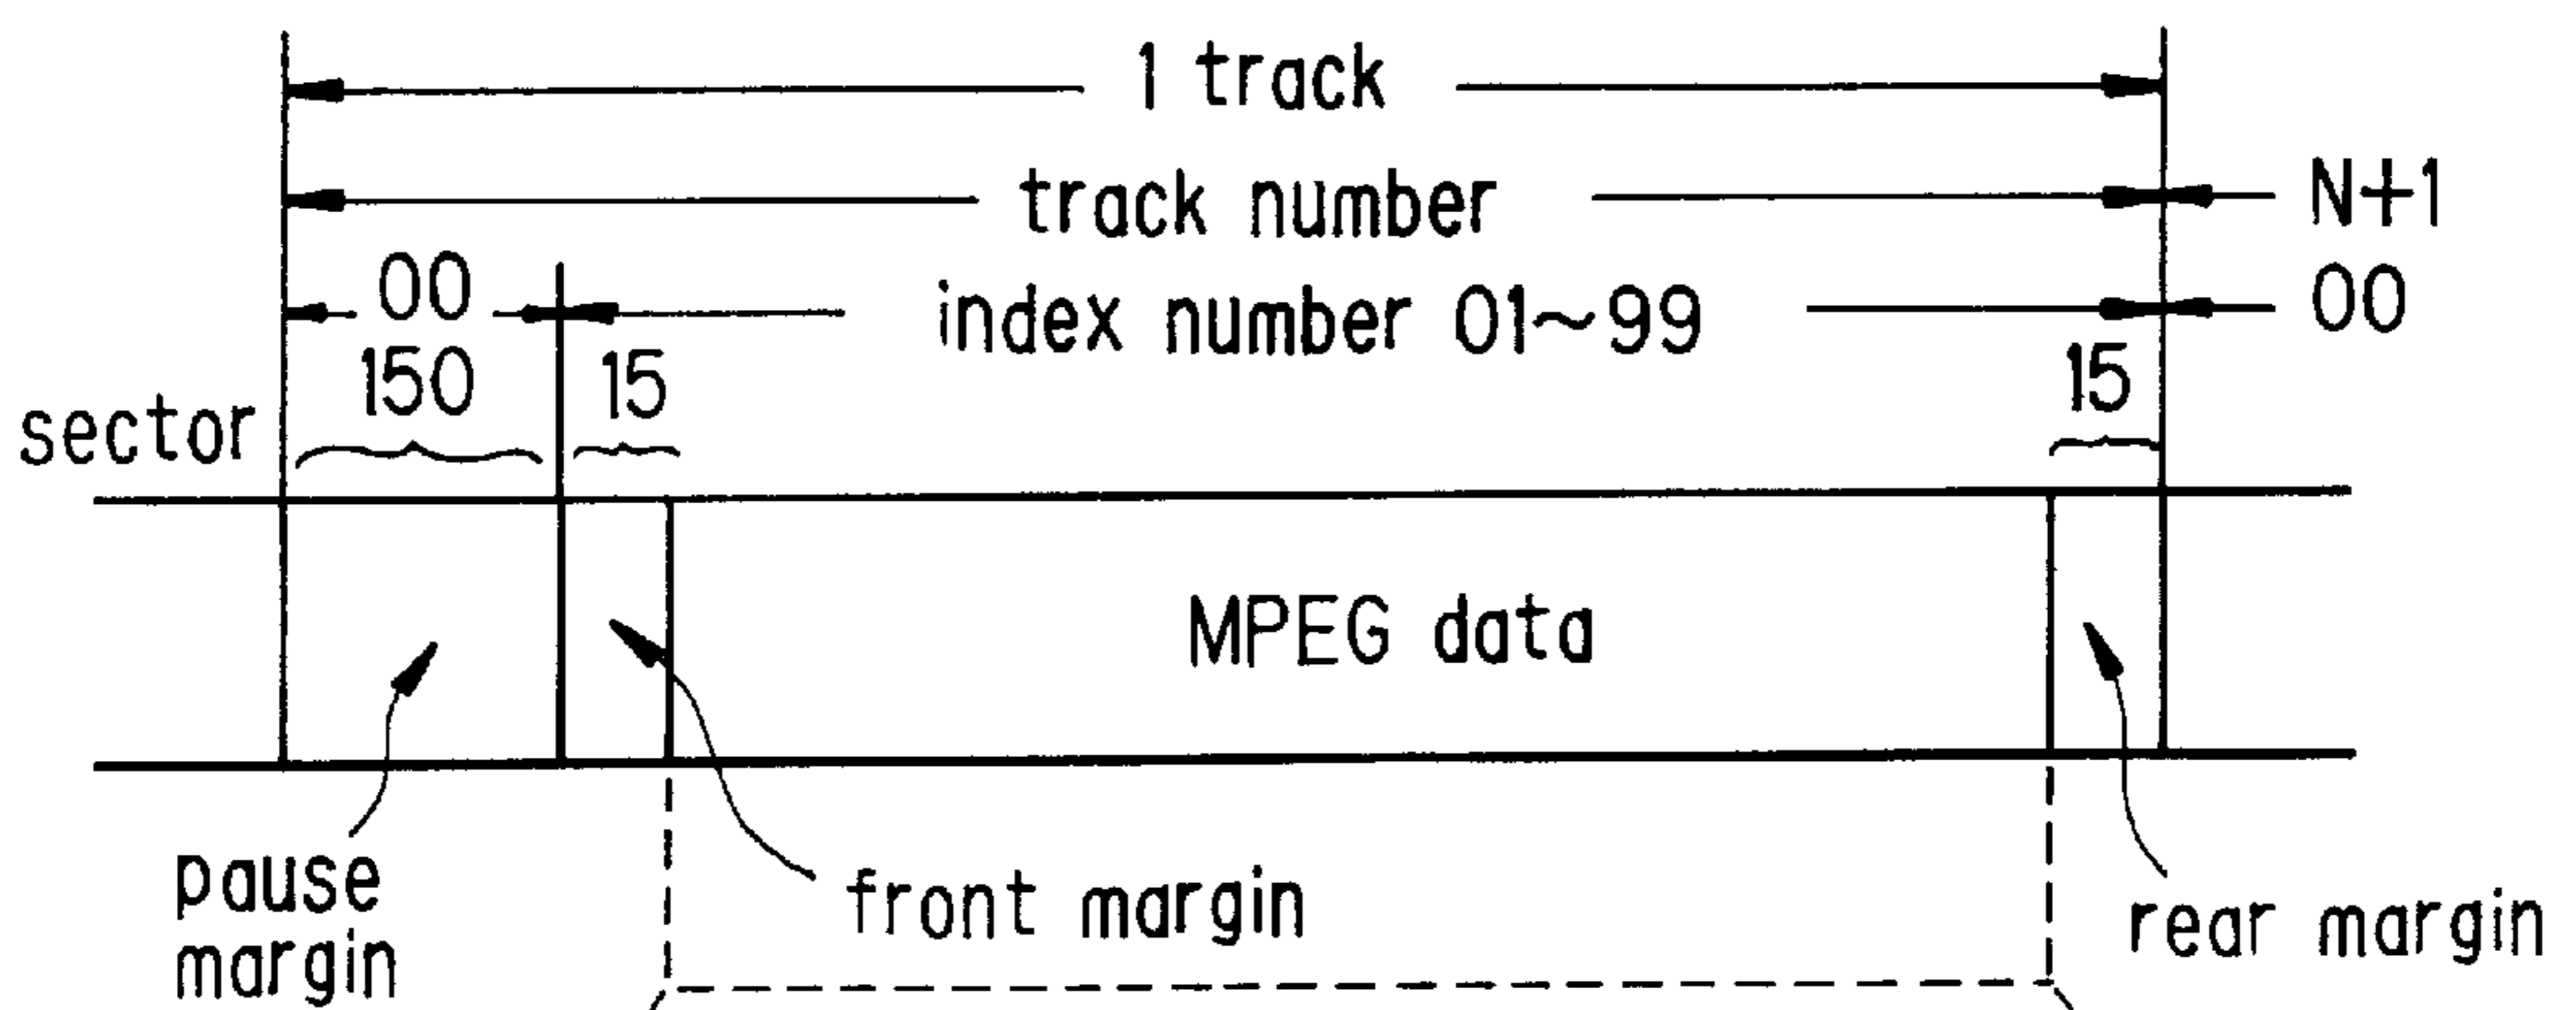 1 track
track number N+1
00 index number 01~99 00
sector 150 15 15
MPEG data
pause
margin
front margin
rear margin